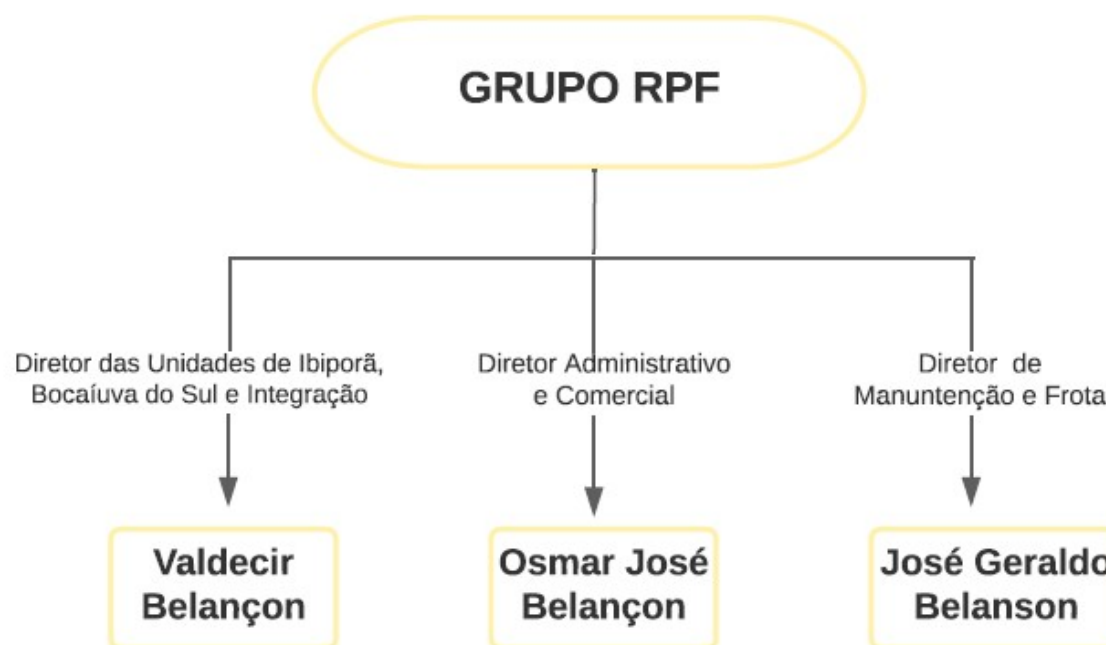 GRUPO RPF
Diretor das Unidades de Ibiporã,
Bocaíuva do Sul e Integração
Diretor Administrativo
e Comercial
Diretor de
Manuntenção e Frota
Valdecir
Belançon
Osmar José
Belançon
José Geraldo
Belanson